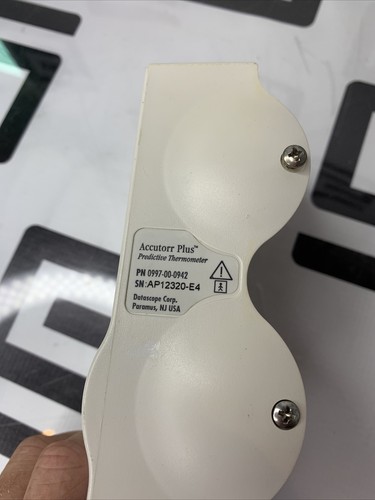 Accutorr Plus™
Predictive Thermometer
PN 0997-00-0942
SN:AP12320-E4
Datascope Corp.
Paramus, NJ USA